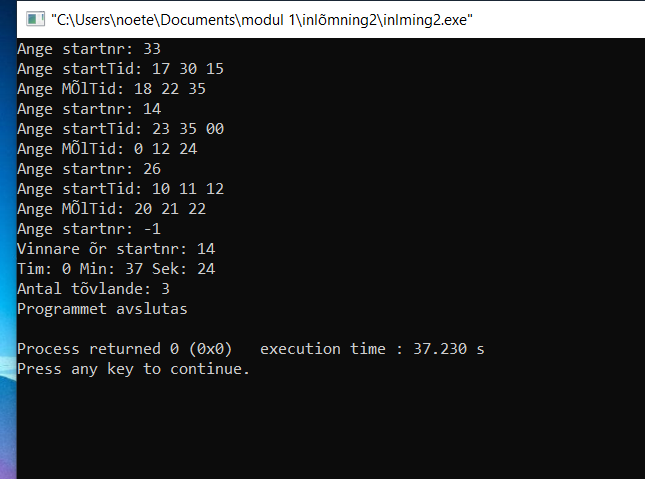 "C:\Users\noete\Documents\modul 1\inlõmning2\inlming2.exe"
Ange startnr: 33
Ange startTid: 17 30 15
Ange MÕlTid: 18 22 35
Ange startnr: 14
Ange startTid: 23 35 00
Ange MÕlTid: 0 12 24
Ange startnr: 26
Ange startTid: 10 11 12
Ange MÕlTid: 20 21 22
Ange startnr: -1
Vinnare õr startnr: 14
Tim: 0 Min: 37 Sek: 24
Antal tõvlande: 3
Programmet avslutas
Process returned 0 (0x0)   execution time : 37.230 s
Press any key to continue.